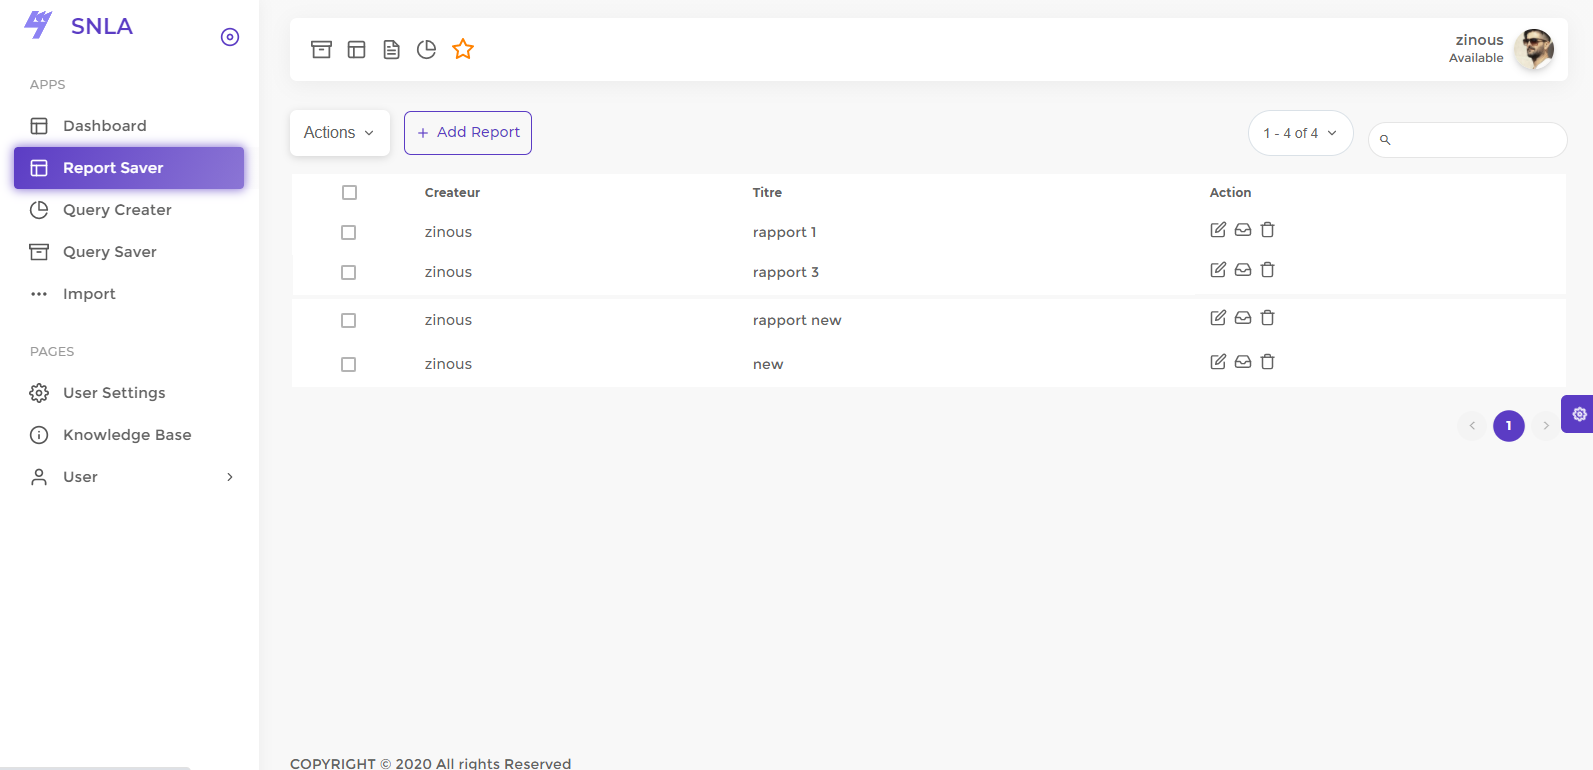 SNLA
APPS
Dashboard
Report Saver
Query Creater
Query Saver
Import
PAGES
User Settings
Knowledge Base
User
zinous
Available
Actions
+ Add Report
1 - 4 of 4
Createur Titre Action
zinous rapport 1
zinous rapport 3
zinous rapport new
zinous new
1
COPYRIGHT © 2020 All rights Reserved